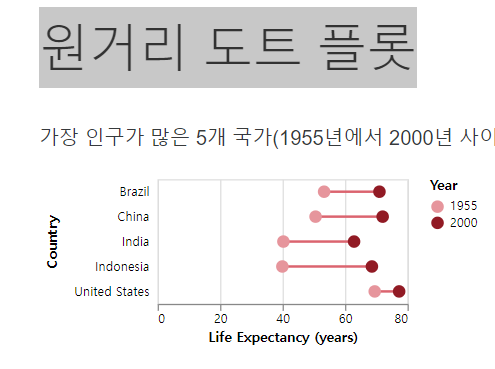 원거리 도트 플롯
가장 인구가 많은 5개 국가(1955년에서 2000년 사이
Year
1955
2000
Country
Brazil
China
India
Indonesia
United States
0 20 40 60 80
Life Expectancy (years)